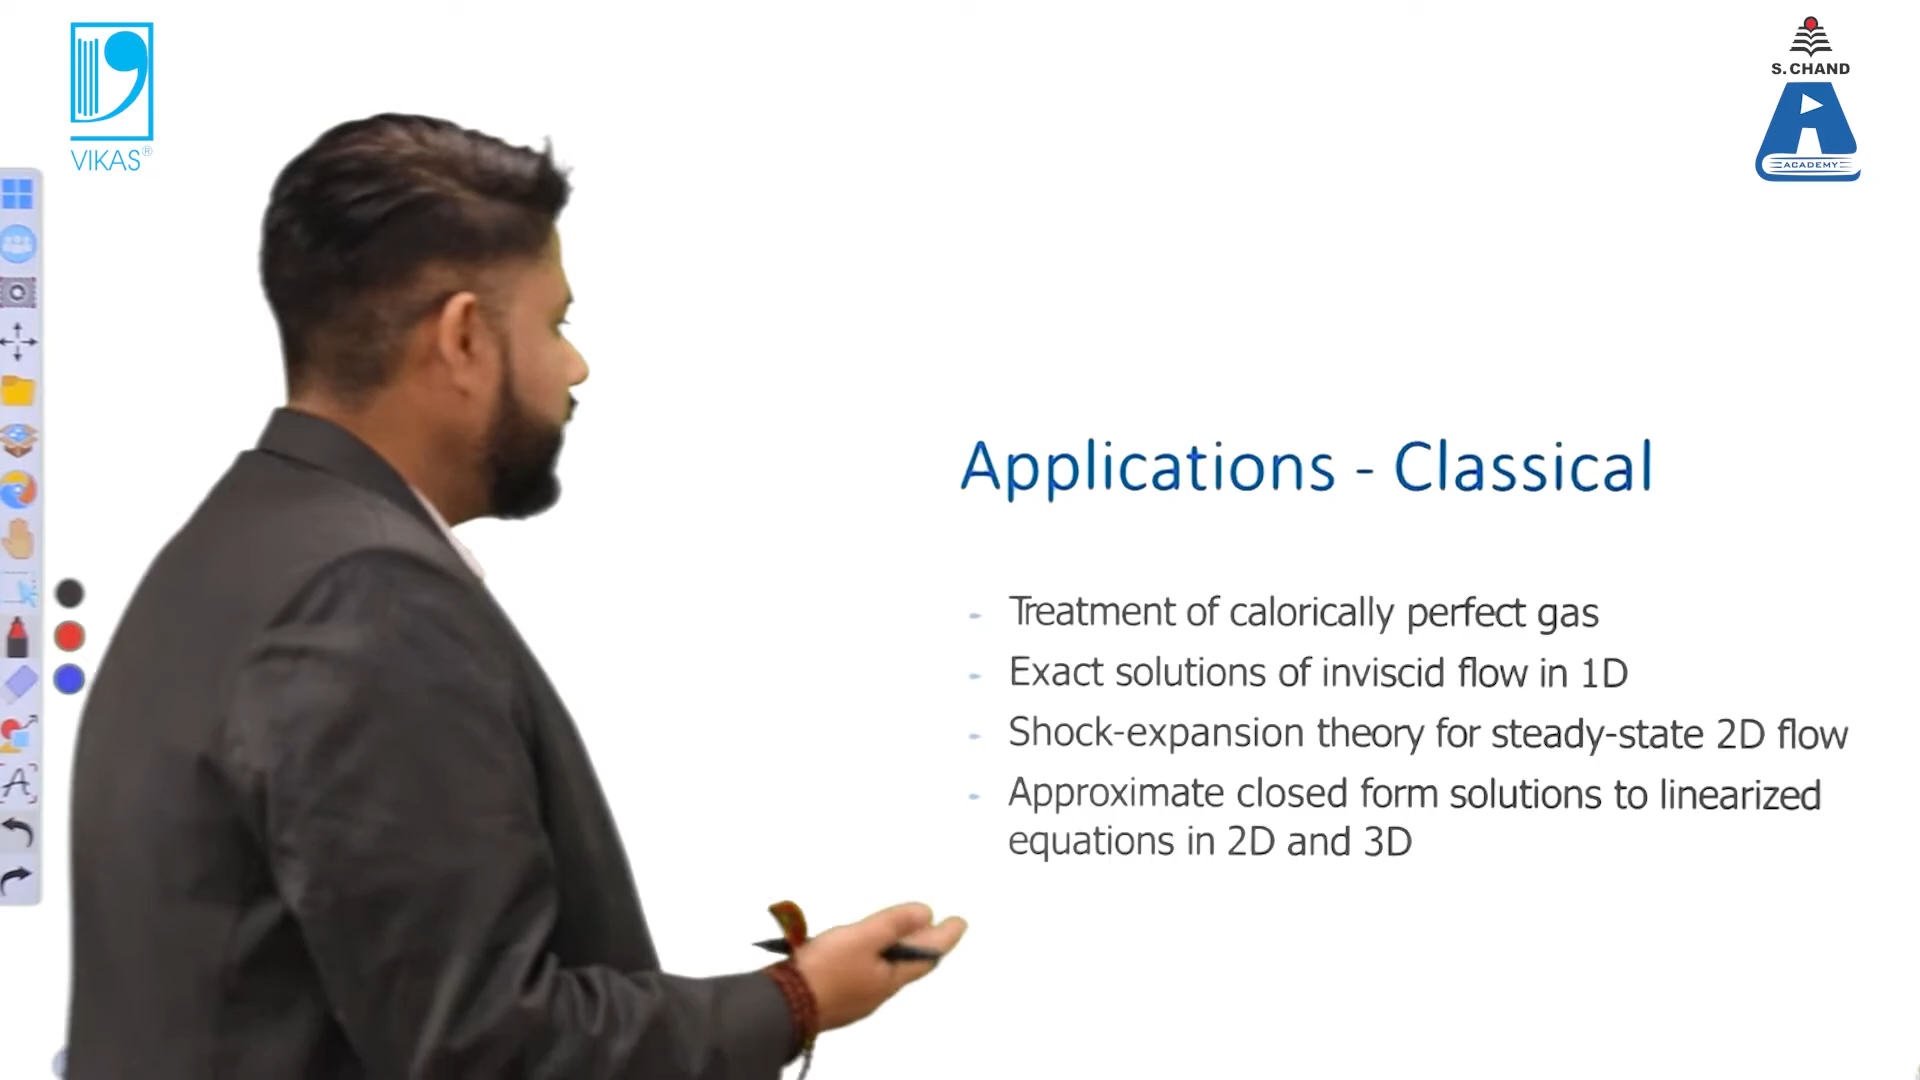 VIKAS®
S. CHAND
ACADEMY
Applications - Classical
- Treatment of calorically perfect gas
- Exact solutions of inviscid flow in 1D
- Shock-expansion theory for steady-state 2D flow
- Approximate closed form solutions to linearized
equations in 2D and 3D